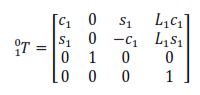 ⁰₁T = [c₁ 0 s₁ L₁c₁
s₁ 0 −c₁ L₁s₁
0 1 0 0
0 0 0 1]